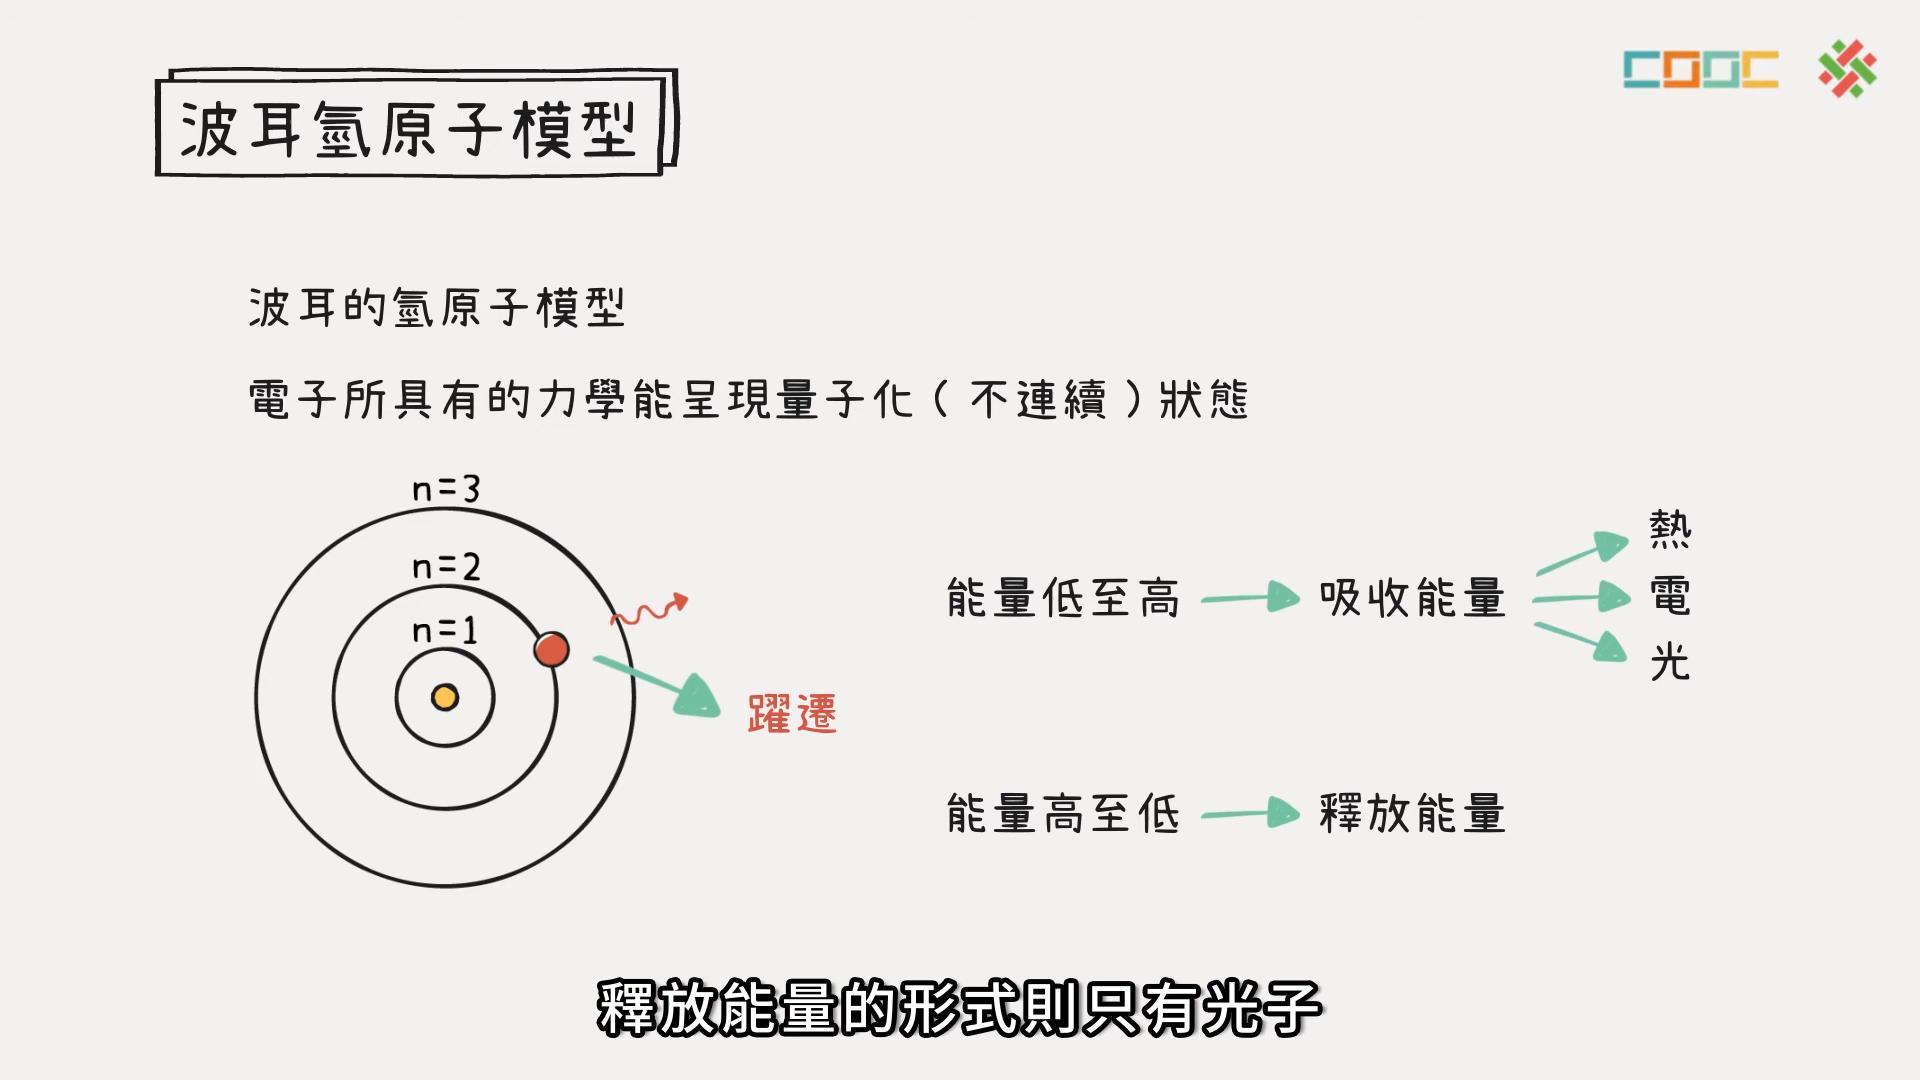 COOC
波耳氫原子模型
波耳的氫原子模型
電子所具有的力學能呈現量子化(不連續)狀態
n=3
n=2
n=1
躍遷
能量低至高
吸收能量
熱
電
光
能量高至低
釋放能量
釋放能量的形式則只有光子